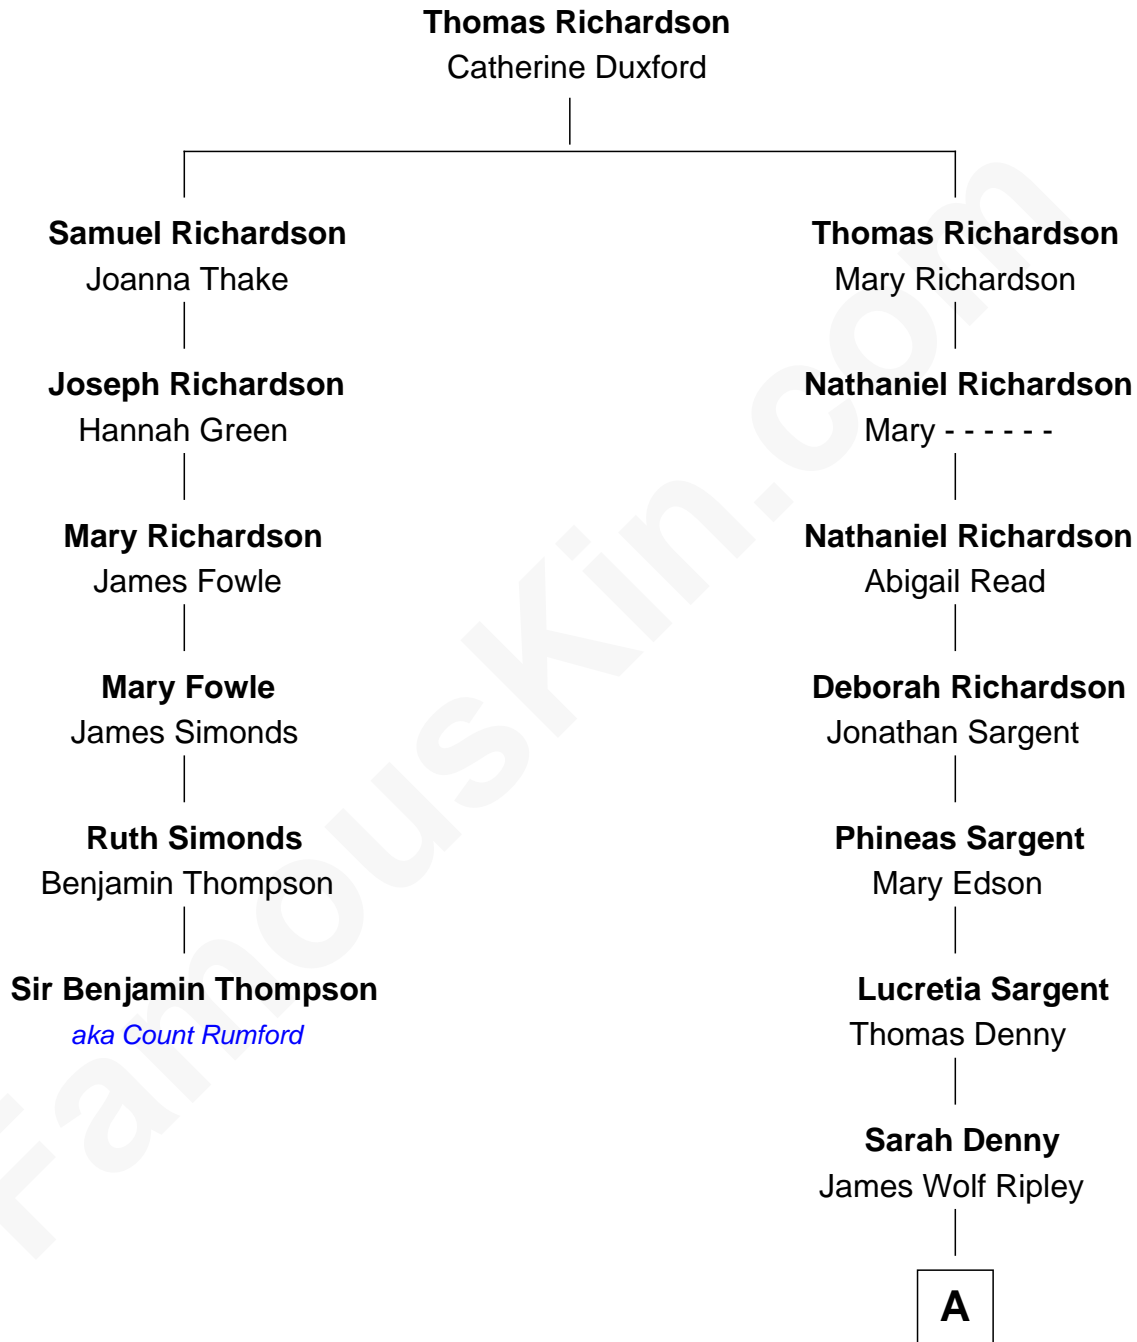 Thomas Richardson
Catherine Duxford
Samuel Richardson
Joanna Thake
Joseph Richardson
Hannah Green
Mary Richardson
James Fowle
Mary Fowle
James Simonds
Ruth Simonds
Benjamin Thompson
Sir Benjamin Thompson
aka Count Rumford
Thomas Richardson
Mary Richardson
Nathaniel Richardson
Mary - - - - - -
Nathaniel Richardson
Abigail Read
Deborah Richardson
Jonathan Sargent
Phineas Sargent
Mary Edson
Lucretia Sargent
Thomas Denny
Sarah Denny
James Wolf Ripley
A
FamousKin.com